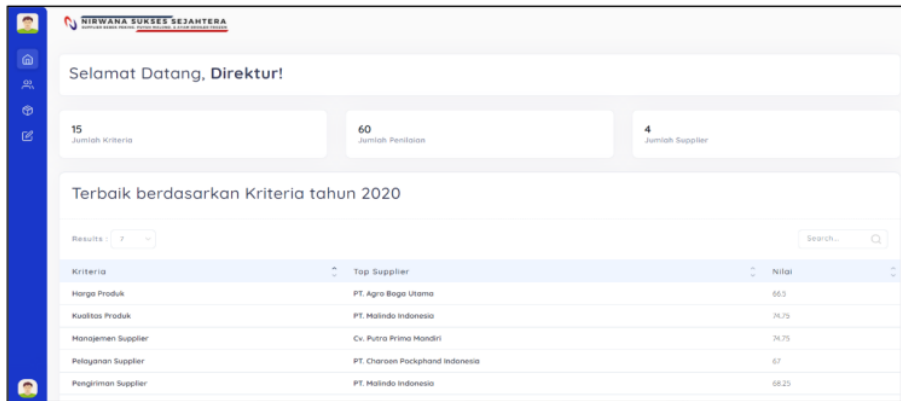 NIRWANA SUKSES SEJAHTERA
Selamat Datang, Direktur!
15
Jumlah Kriteria
60
Jumlah Penilaian
4
Jumlah Supplier
Terbaik berdasarkan Kriteria tahun 2020
Results : 7
Search...
Kriteria Top Supplier Nilai
Harga Produk PT. Agro Boga Utama 66.5
Kualitas Produk PT. Malindo Indonesia 74.75
Manajemen Supplier Cv. Putra Prima Mandiri 74.75
Pelayanan Supplier PT. Charoen Pockphand Indonesia 67
Pengiriman Supplier PT. Malindo Indonesia 68.25